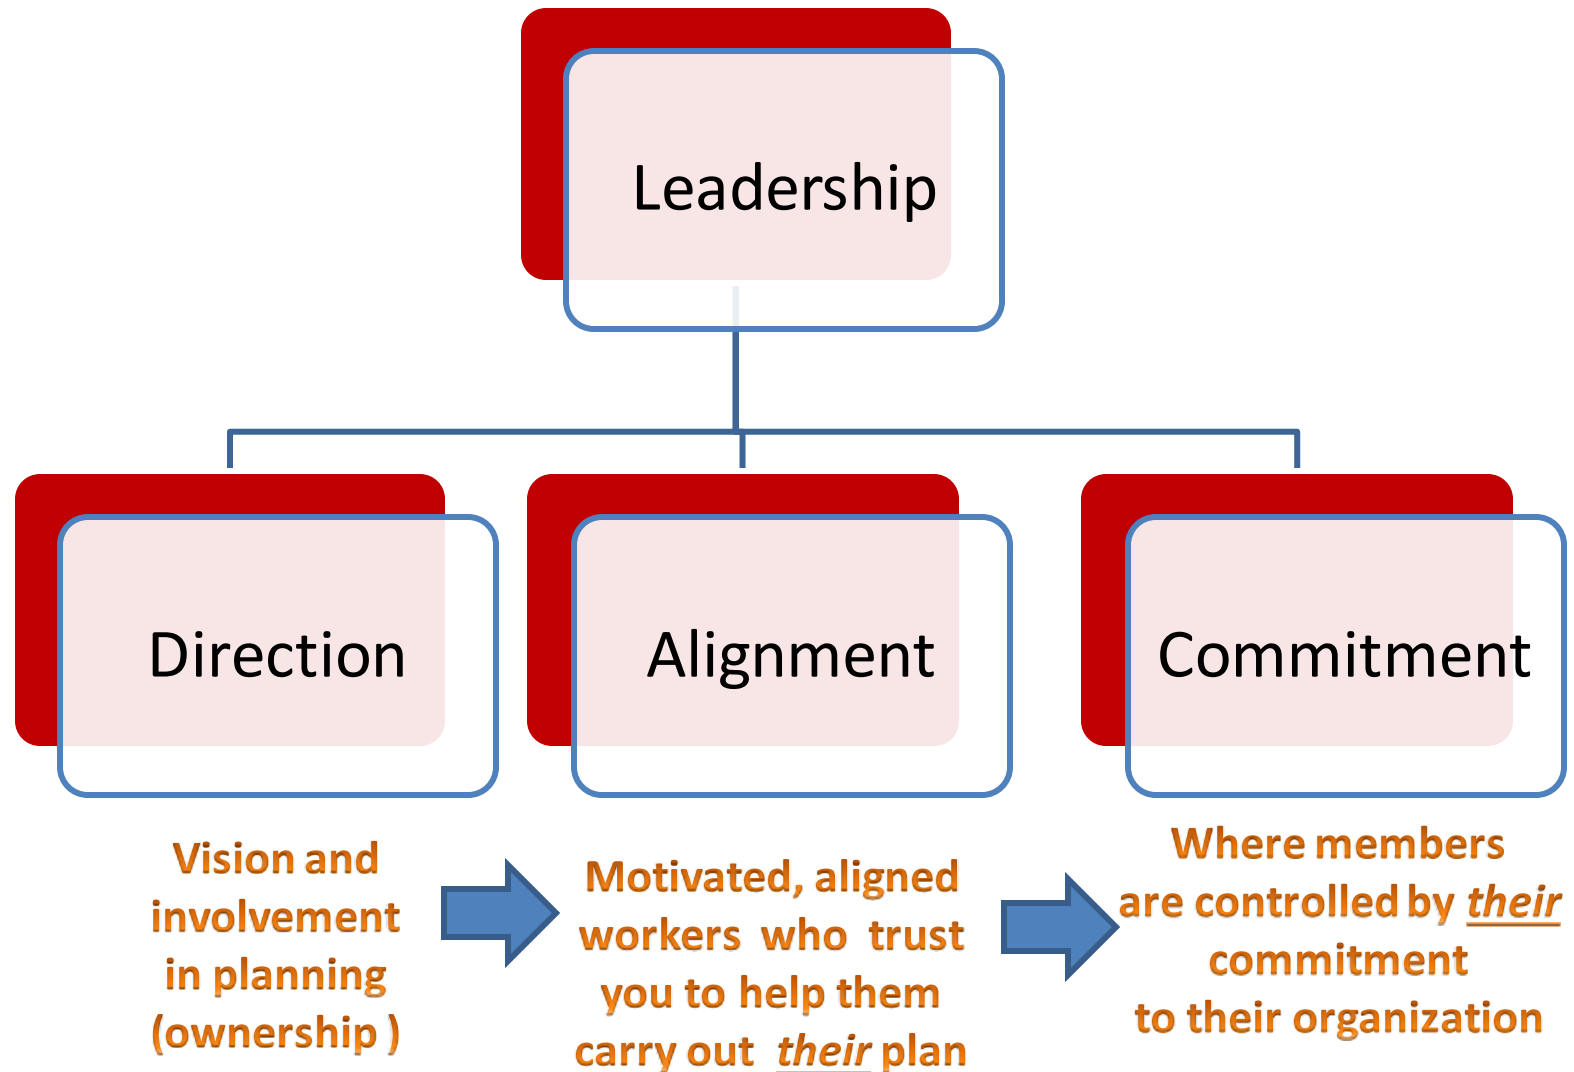 Leadership
Direction
Alignment
Commitment
Vision and
involvement
in planning
(ownership )
Motivated, aligned
workers who trust
you to help them
carry out their plan
Where members
are controlled by their
commitment
to their organization